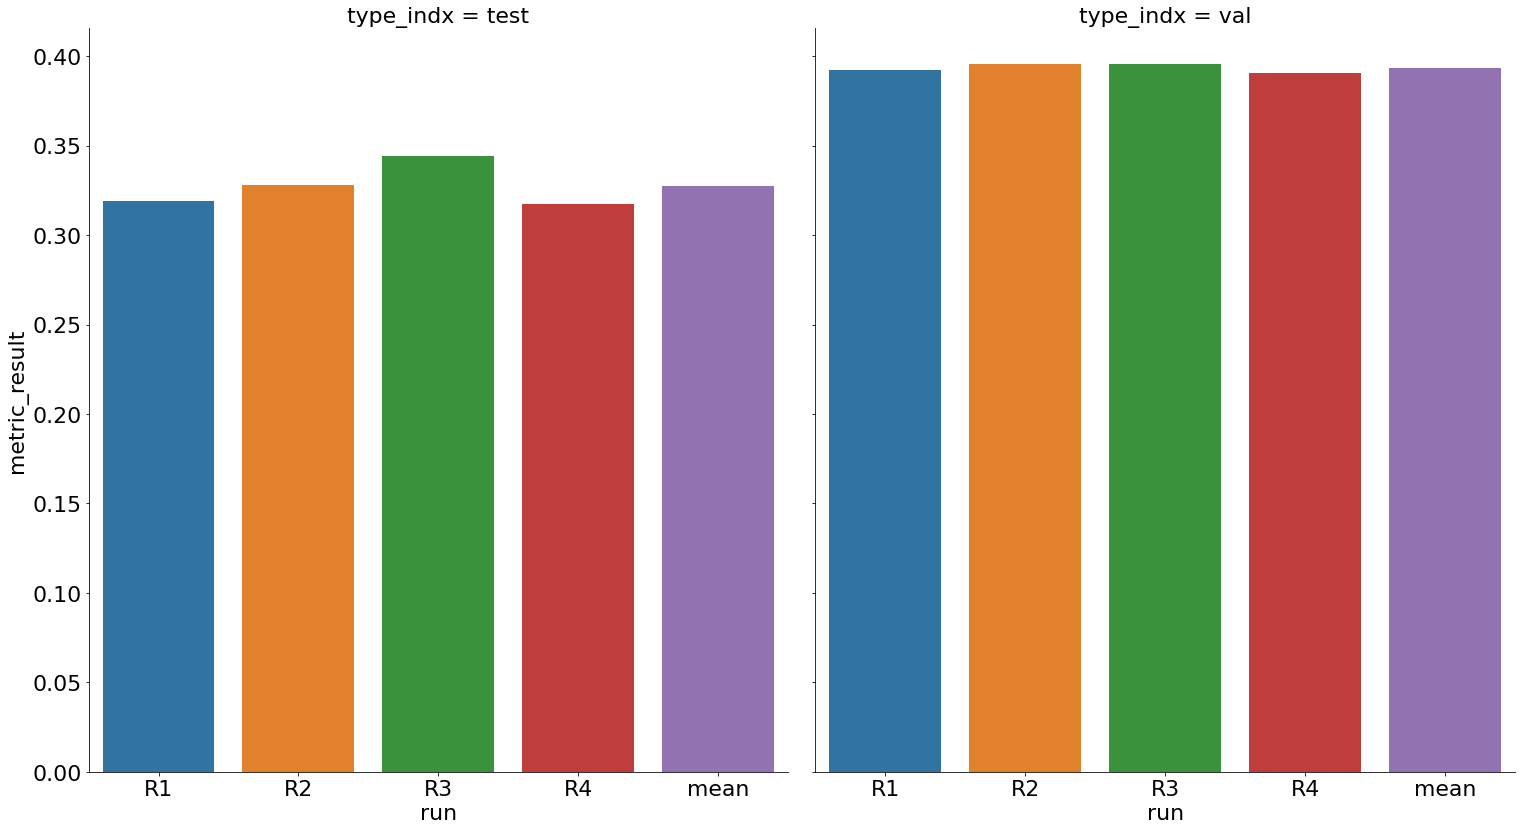 type_indx = test
type_indx = val
metric_result
0.40
0.35
0.30
0.25
0.20
0.15
0.10
0.05
0.00
R1 R2 R3 R4 mean
run
R1 R2 R3 R4 mean
run